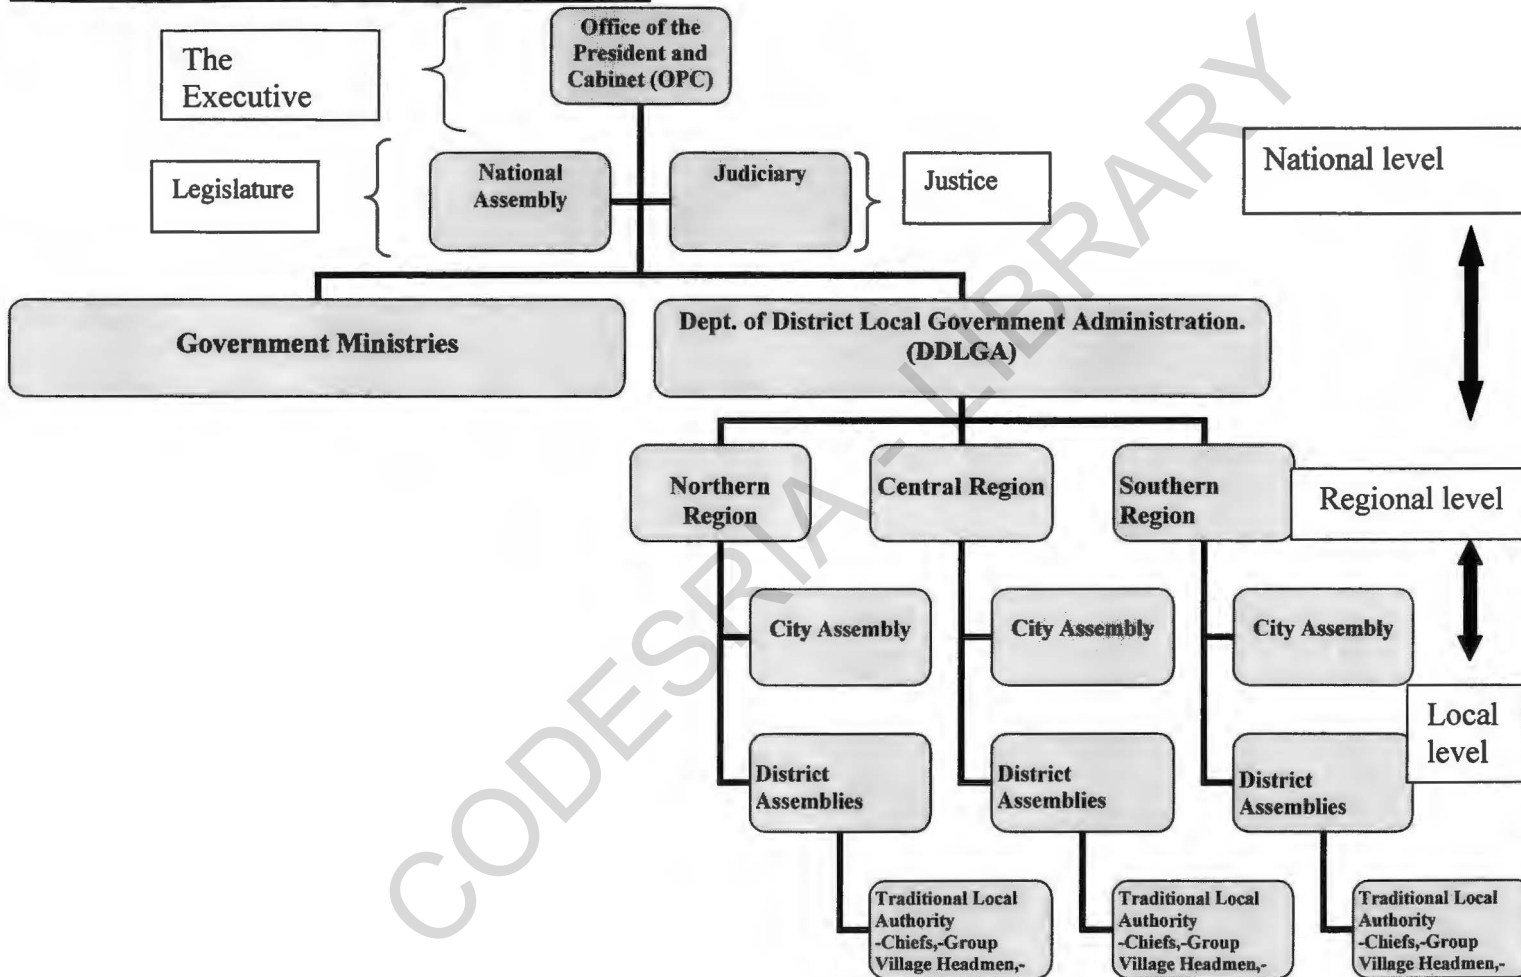 Office of the
President and
Cabinet (OPC)
The
Executive
National level
Legislature
National
Assembly
Judiciary
Justice
Government Ministries
Dept. of District Local Government Administration.
(DDLGA)
Northern
Region
Central Region
Southern
Region
Regional level
City Assembly
City Assembly
City Assembly
Local
level
District
Assemblies
District
Assemblies
District
Assemblies
Traditional Local
Authority
-Chiefs,-Group
Village Headmen,-
Traditional Local
Authority
-Chiefs,-Group
Village Headmen,-
Traditional Local
Authority
-Chiefs,-Group
Village Headmen,-
CODESRIA - LIBRARY